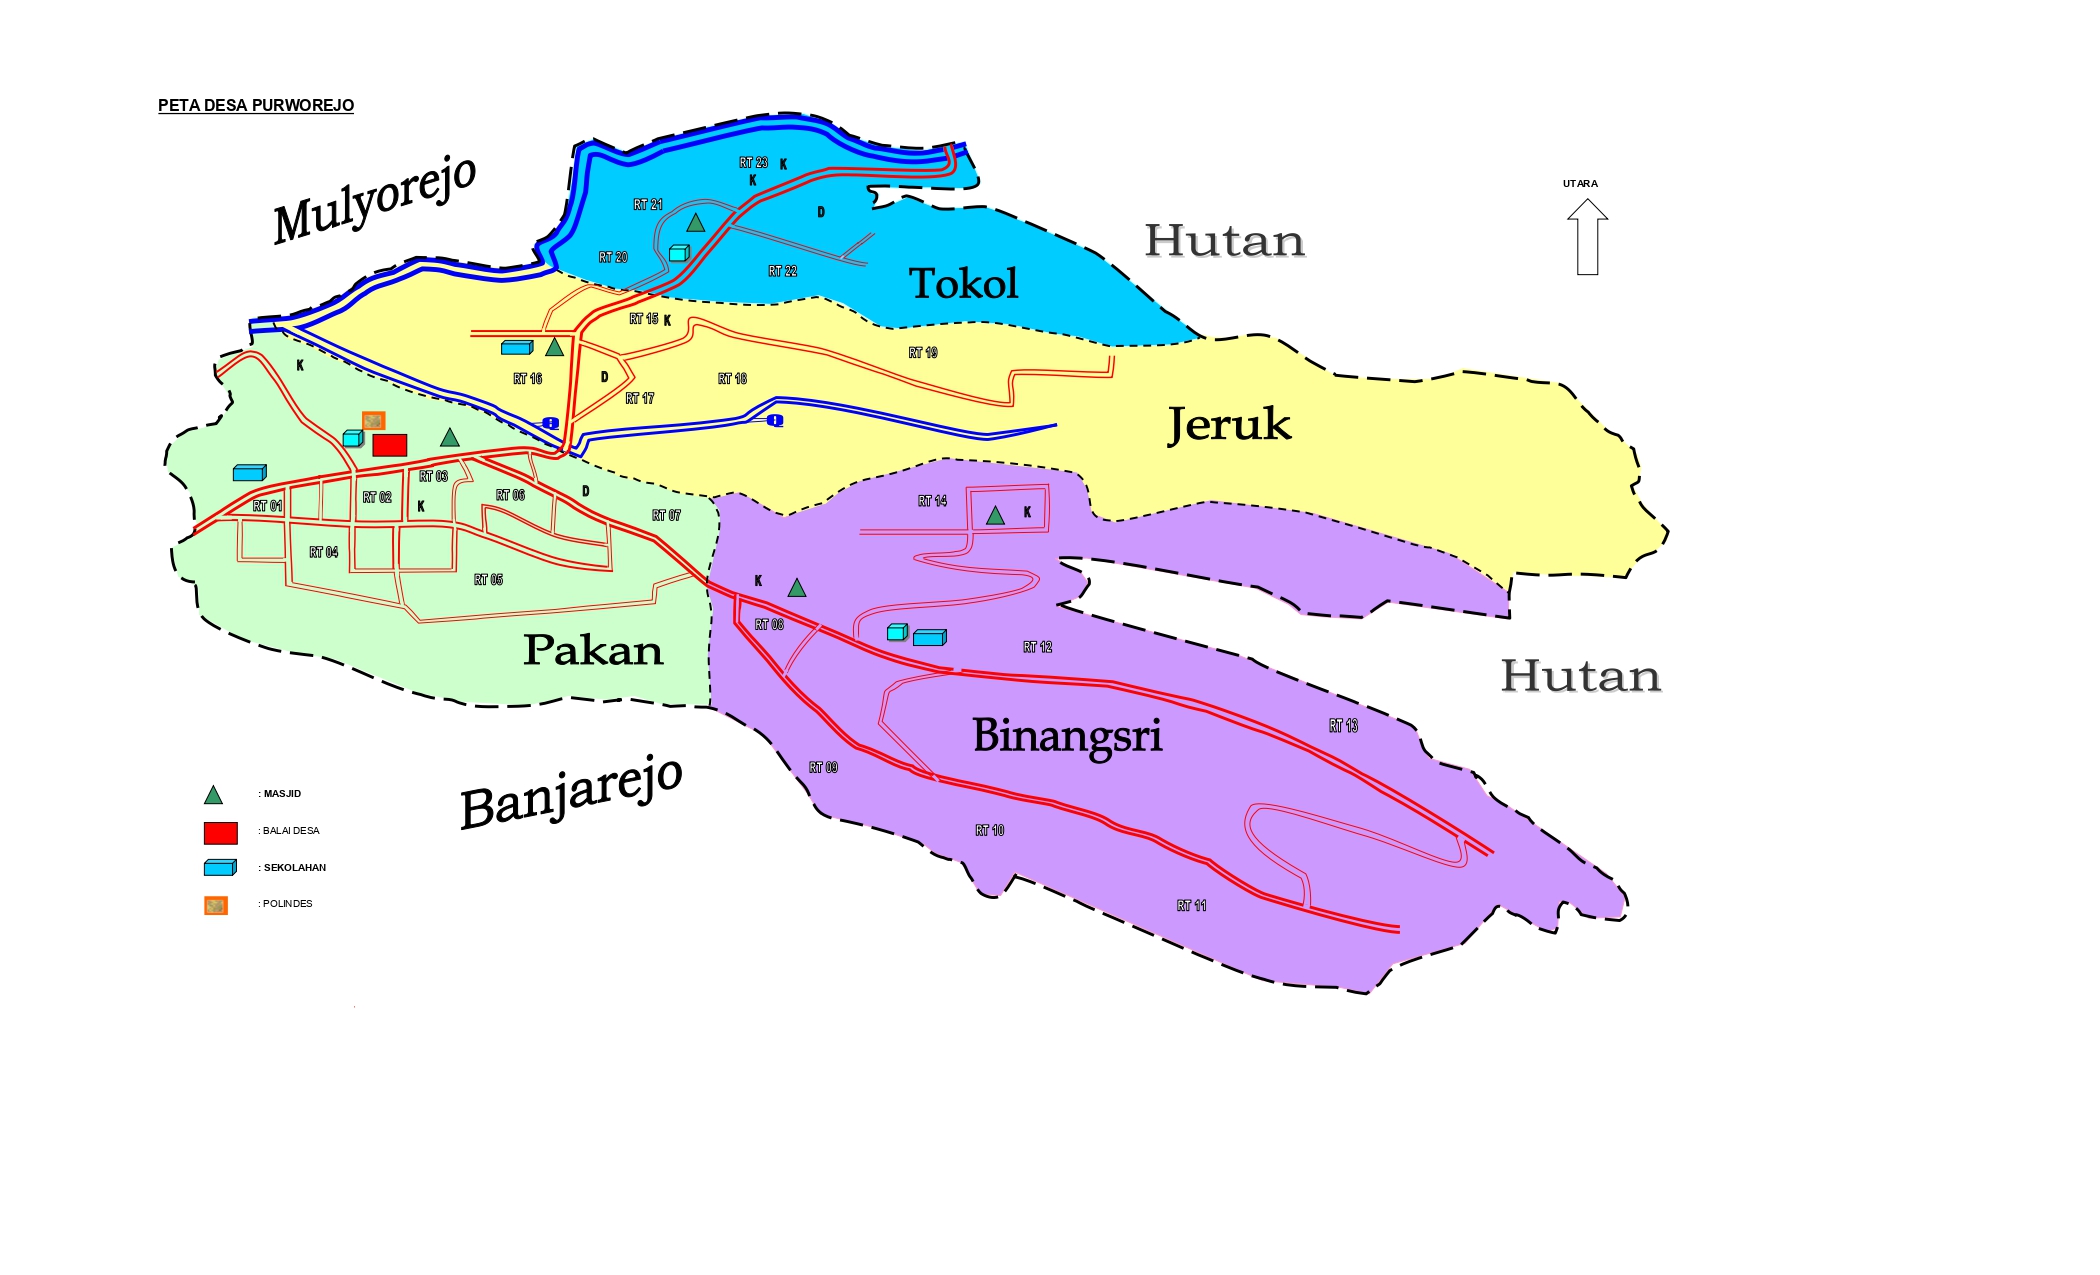 PETA DESA PURWOREJO
Mulyorejo
UTARA
RT 23 K
K
RT 21
D
Hutan
RT 20
RT 22
Tokol
RT 15 K
RT 19
K
RT 16
D
RT 18
RT 17
Jeruk
RT 03
RT 06
D
RT 02
RT 01
K
RT 14
K
RT 07
RT 04
RT 05
K
RT 08
Pakan
RT 12
Hutan
Binangsri
RT 13
RT 09
Banjarejo
: MASJID
: BALAI DESA
RT 10
: SEKOLAHAN
: POLINDES
RT 11